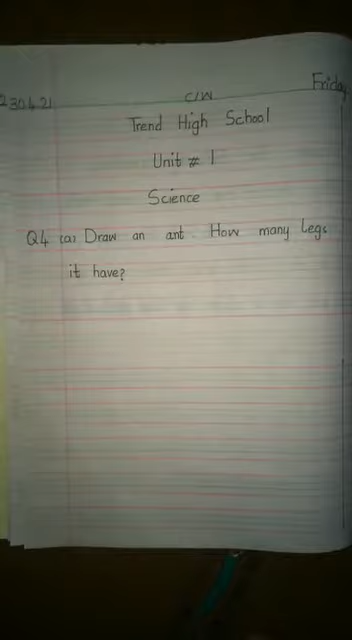 Friday
23.04.21 C/W
Trend High School
Unit # 1
Science
Q4 (a) Draw an ant. How many Legs
it have?